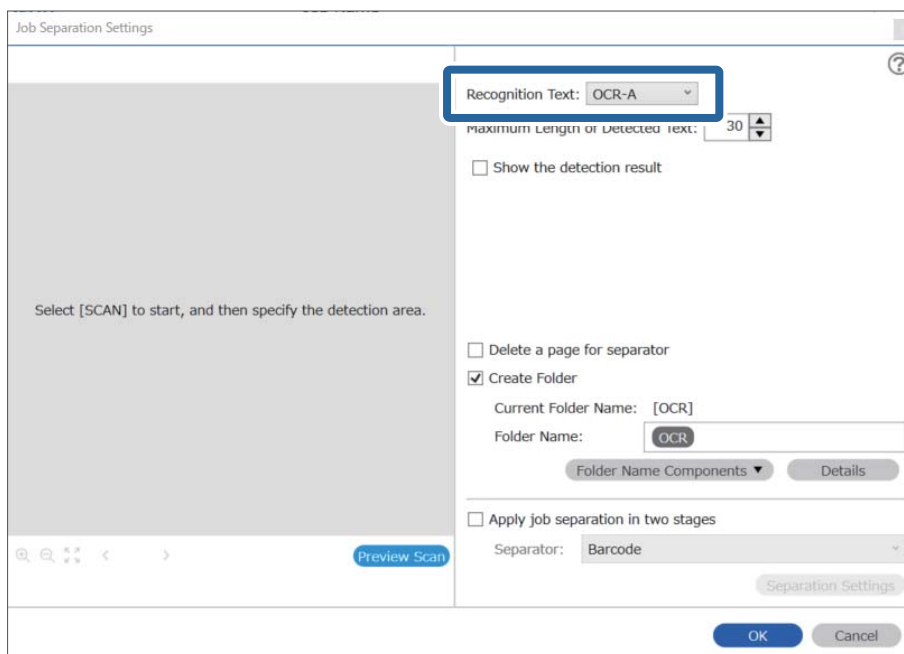 Job Separation Settings
Recognition Text: OCR-A
Maximum Length of Detected Text: 30
Show the detection result
Select [SCAN] to start, and then specify the detection area.
Delete a page for separator
Create Folder
Current Folder Name: [OCR]
Folder Name: OCR
Folder Name Components ▼ Details
Apply job separation in two stages
Separator: Barcode
Preview Scan
Separation Settings
OK Cancel